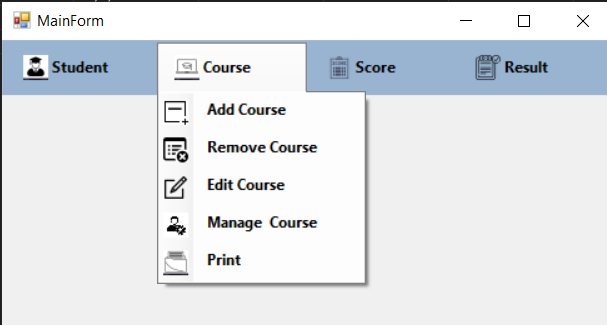 MainForm
Student Course Score Result
Add Course
Remove Course
Edit Course
Manage  Course
Print